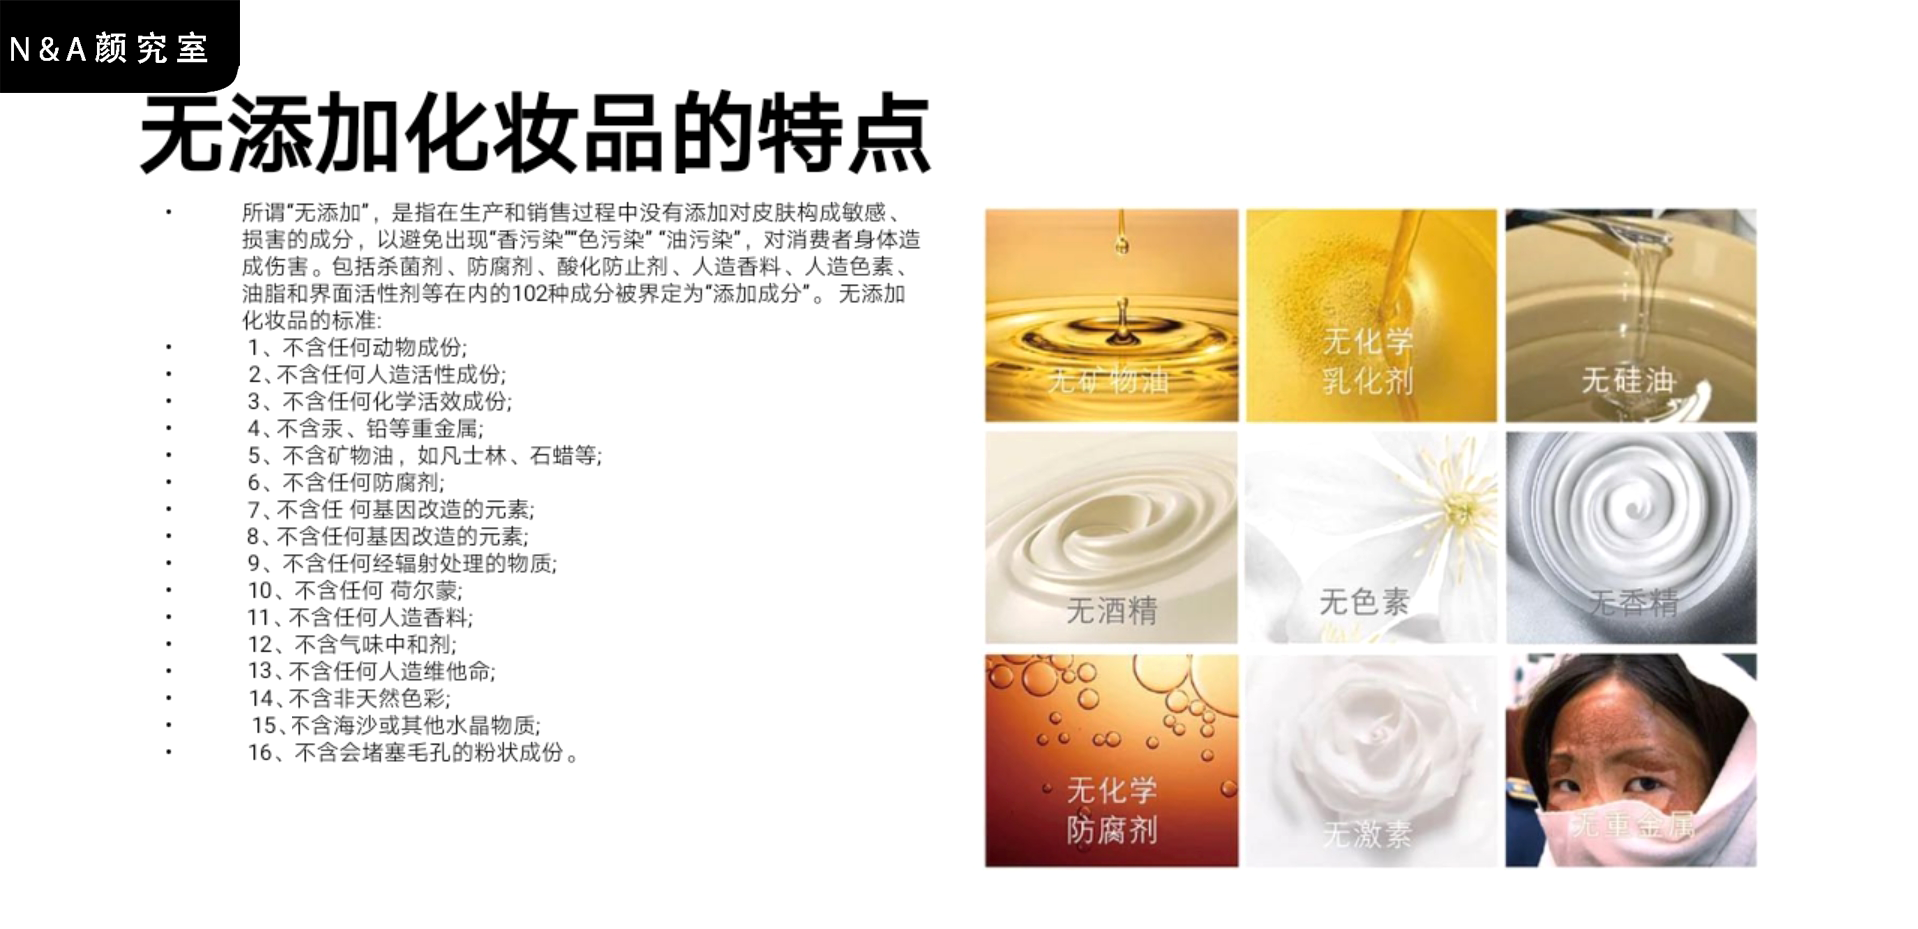 N&A颜究室
无添加化妆品的特点
• 所谓“无添加”，是指在生产和销售过程中没有添加对皮肤构成敏感、
损害的成分，以避免出现“香污染”“色污染” “油污染”，对消费者身体造
成伤害。包括杀菌剂、防腐剂、酸化防止剂、人造香料、人造色素、
油脂和界面活性剂等在内的102种成分被界定为“添加成分”。 无添加
化妆品的标准:
• 1、不含任何动物成份;
• 2、不含任何人造活性成份;
• 3、不含任何化学活效成份;
• 4、不含汞、铅等重金属;
• 5、不含矿物油，如凡士林、石蜡等;
• 6、不含任何防腐剂;
• 7、不含任 何基因改造的元素;
• 8、不含任何基因改造的元素;
• 9、不含任何经辐射处理的物质;
• 10、不含任何 荷尔蒙;
• 11、不含任何人造香料;
• 12、不含气味中和剂;
• 13、不含任何人造维他命;
• 14、不含非天然色彩;
• 15、不含海沙或其他水晶物质;
• 16、不含会堵塞毛孔的粉状成份。
无矿物油
无化学
乳化剂
无硅油
无酒精
无色素
无香精
无化学
防腐剂
无激素
无重金属